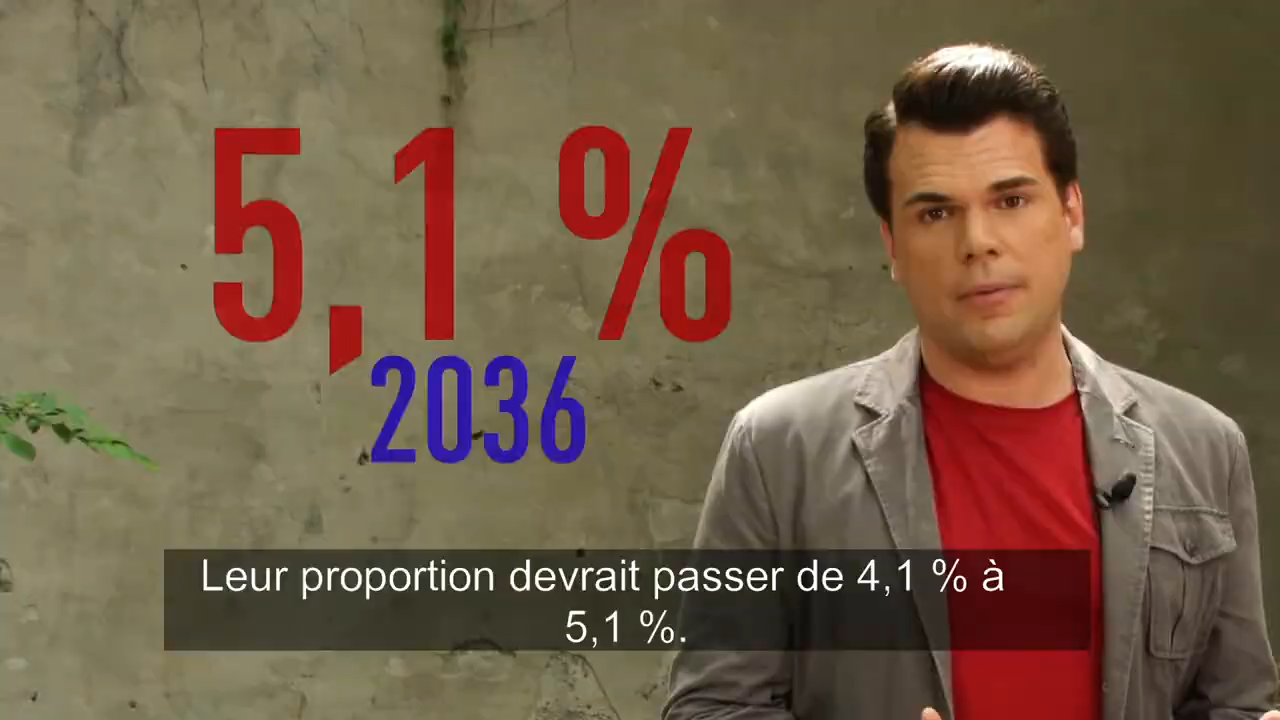 5,1 %
2036
Leur proportion devrait passer de 4,1 % à
5,1 %.